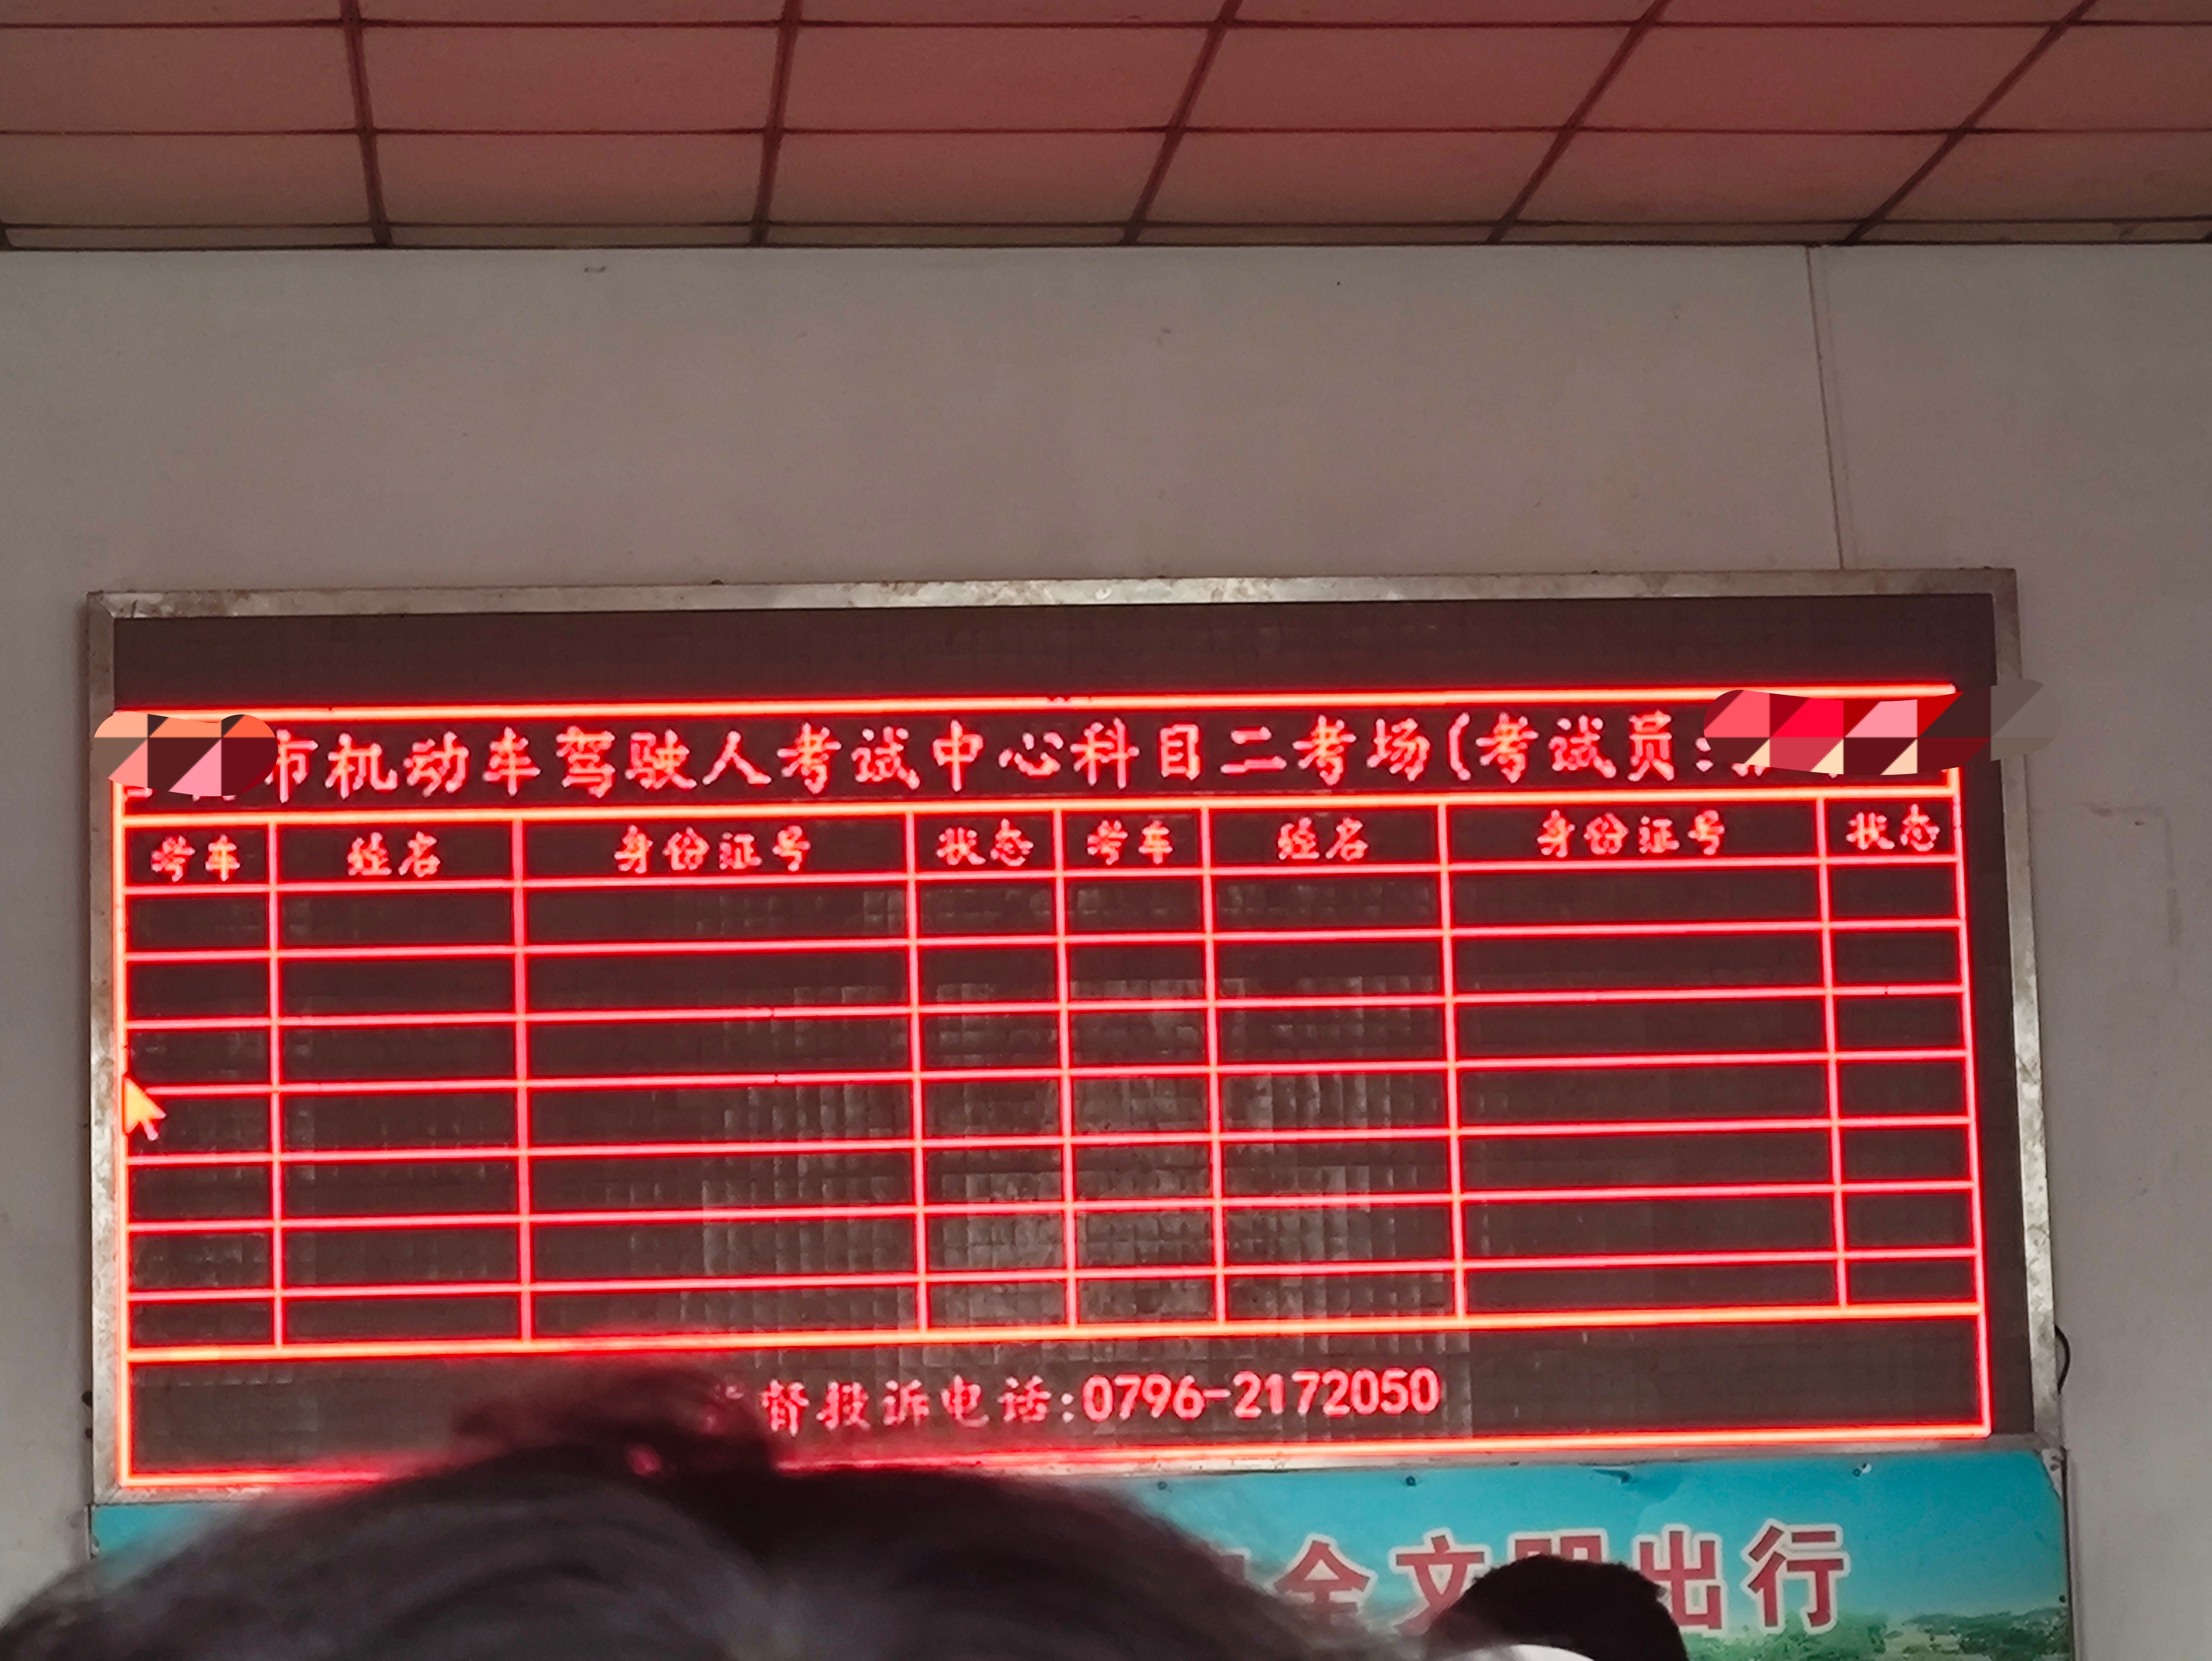 市机动车驾驶人考试中心科目二考场(考试员:
考车 姓名 身份证号 状态 考车 姓名 身份证号 状态
督投诉电话:0796-2172050
全文明出行